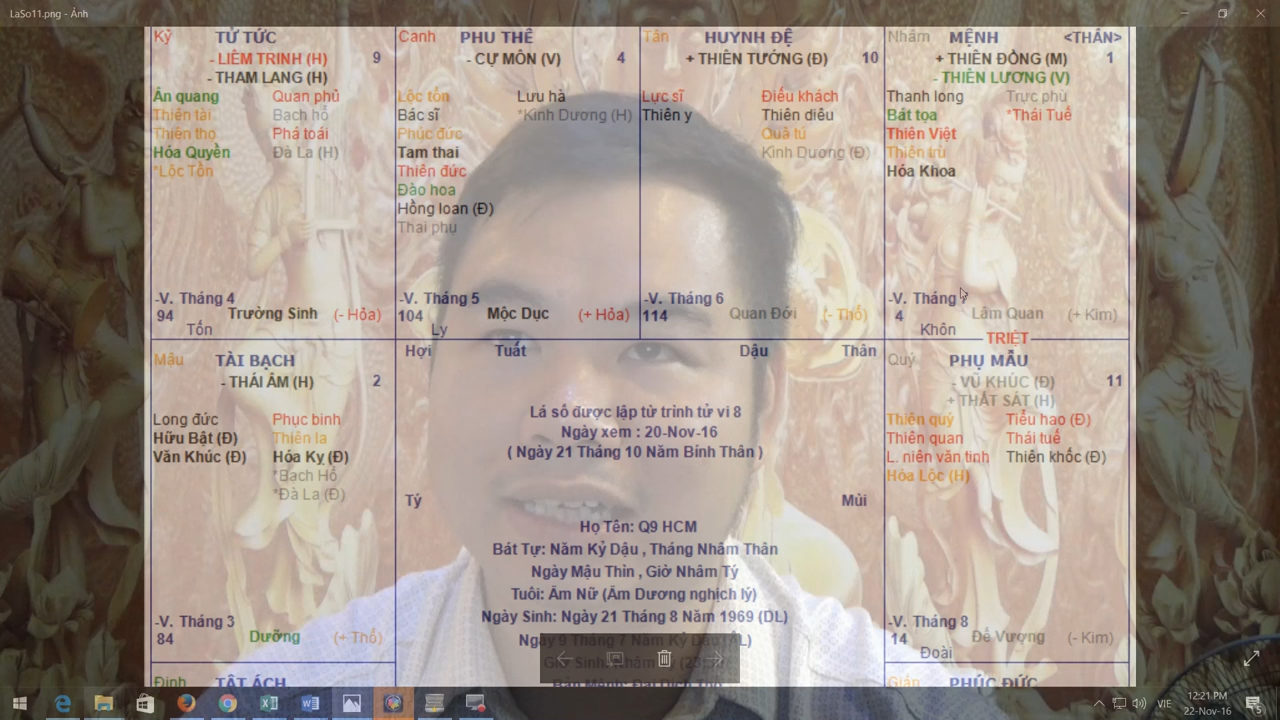 LaSo11.png - Ảnh
Kỷ TỬ TỨC
- LIÊM TRINH (H) 9
- THAM LANG (H)
Ân quang Quan phủ
Thiên tài Bạch hổ
Thiên thọ Phá toái
Hóa Quyền Đà La (H)
*Lộc Tồn
-V. Tháng 4
94 Trường Sinh (- Hỏa)
Tốn
Canh PHU THÊ
- CỰ MÔN (V) 4
Lộc tồn Lưu hà
Bác sĩ *Kình Dương (H)
Phúc đức
Tam thai
Thiên đức
Đào hoa
Hồng loan (Đ)
Thai phụ
-V. Tháng 5
104 Mộc Dục (+ Hỏa)
Ly
Tân HUYNH ĐỆ
+ THIÊN TƯỚNG (Đ) 10
Lực sĩ Điếu khách
Thiên y Thiên diêu
Quả tú
Kình Dương (Đ)
-V. Tháng 6
114 Quan Đới (- Thổ)
Nhâm MỆNH <THÂN>
+ THIÊN ĐỒNG (M) 1
- THIÊN LƯƠNG (V)
Thanh long Trực phù
Bát tọa *Thái Tuế
Thiên Việt
Thiên trù
Hóa Khoa
-V. Tháng
4 Lâm Quan (+ Kim)
Khôn
TRIỆT
Mậu TÀI BẠCH
- THÁI ÂM (H) 2
Long đức Phục binh
Hữu Bật (Đ) Thiên la
Văn Khúc (Đ) Hóa Kỵ (Đ)
*Bạch Hổ
*Đà La (Đ)
-V. Tháng 3
84 Dưỡng (+ Thổ)
Hợi Tuất Dậu Thân
Lá số được lập từ trình tử vi 8
Ngày xem : 20-Nov-16
( Ngày 21 Tháng 10 Năm Bính Thân )
Tý Mùi
Họ Tên: Q9 HCM
Bát Tự: Năm Kỷ Dậu , Tháng Nhâm Thân
Ngày Mậu Thìn , Giờ Nhâm Tý
Tuổi: Âm Nữ (Âm Dương nghịch lý)
Ngày Sinh: Ngày 21 Tháng 8 Năm 1969 (DL)
Ngày 9 Tháng 7 Năm Kỷ Dậu (ÂL)
Quý PHỤ MẪU
- VŨ KHÚC (Đ) 11
+ THẤT SÁT (H)
Thiên quý Tiểu hao (Đ)
Thiên quan Thái tuế
L. niên văn tinh Thiên khốc (Đ)
Hóa Lộc (H)
-V. Tháng 8
14 Đế Vượng (- Kim)
Đoài
Đinh TẬT ÁCH
PHÚC ĐỨC
VIE
12:21 PM
22-Nov-16
5